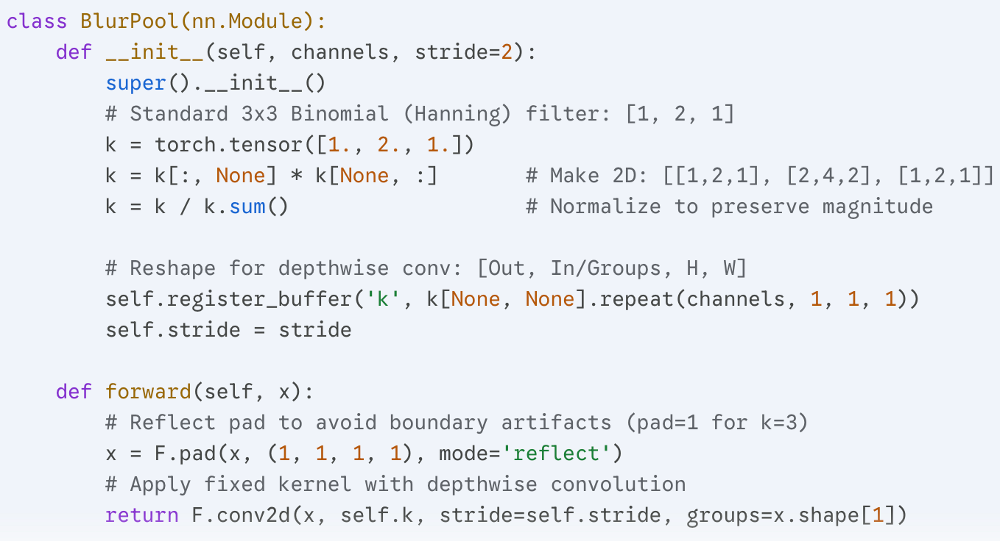 class BlurPool(nn.Module):
    def __init__(self, channels, stride=2):
        super().__init__()
        # Standard 3x3 Binomial (Hanning) filter: [1, 2, 1]
        k = torch.tensor([1., 2., 1.])
        k = k[:, None] * k[None, :]       # Make 2D: [[1,2,1], [2,4,2], [1,2,1]]
        k = k / k.sum()                   # Normalize to preserve magnitude

        # Reshape for depthwise conv: [Out, In/Groups, H, W]
        self.register_buffer('k', k[None, None].repeat(channels, 1, 1, 1))
        self.stride = stride

    def forward(self, x):
        # Reflect pad to avoid boundary artifacts (pad=1 for k=3)
        x = F.pad(x, (1, 1, 1, 1), mode='reflect')
        # Apply fixed kernel with depthwise convolution
        return F.conv2d(x, self.k, stride=self.stride, groups=x.shape[1])